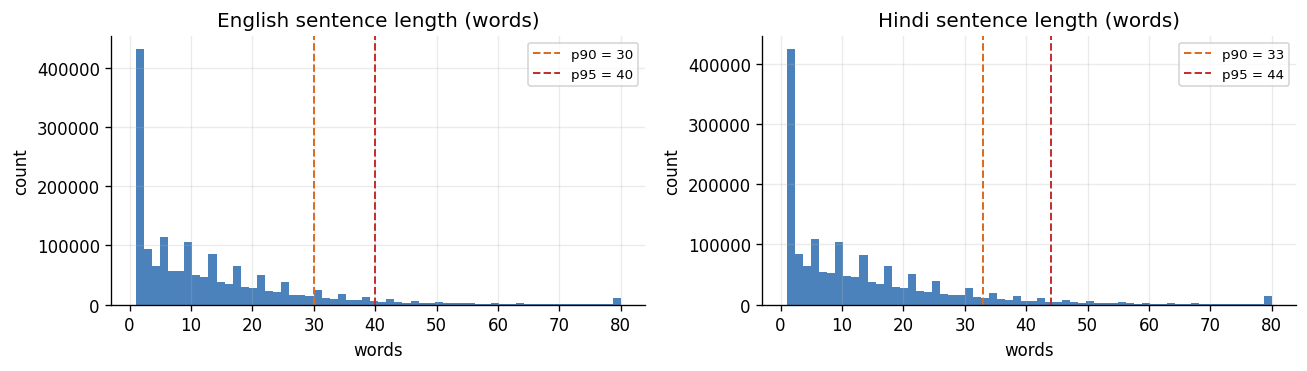 English sentence length (words)
400000
300000
200000
100000
0
count
p90 = 30
p95 = 40
0 10 20 30 40 50 60 70 80
words
Hindi sentence length (words)
400000
300000
200000
100000
0
count
p90 = 33
p95 = 44
0 10 20 30 40 50 60 70 80
words